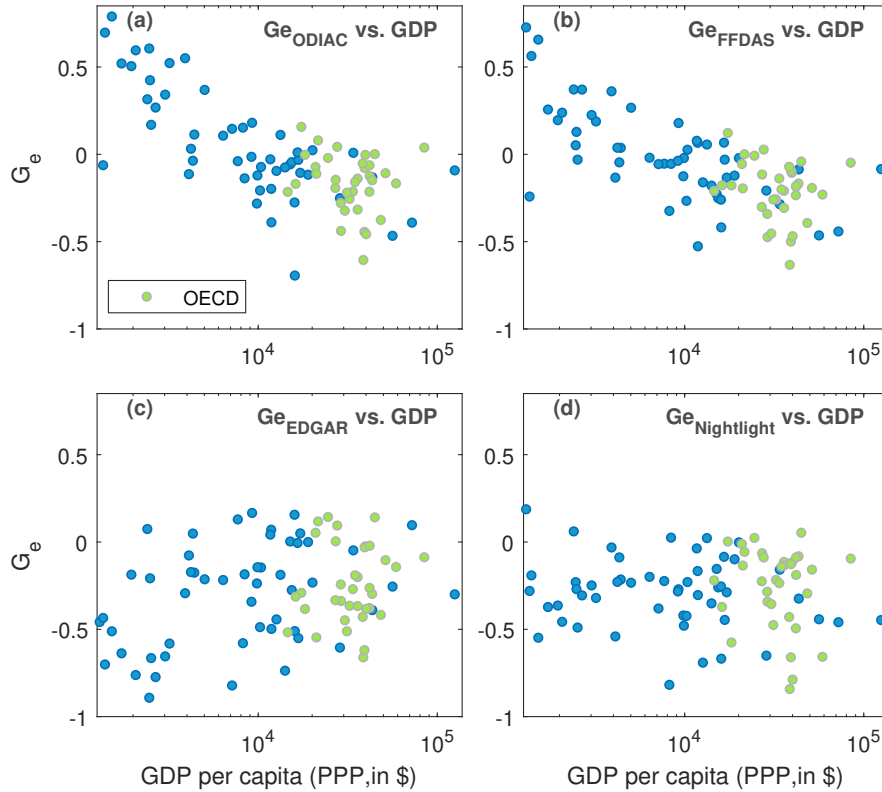 (a) Ge_ODIAC vs. GDP
(b) Ge_FFDAS vs. GDP
G_e
0.5
0
-0.5
-1
0.5
0
-0.5
-1
OECD
10^4
10^5
10^4
10^5
(c) Ge_EDGAR vs. GDP
(d) Ge_Nightlight vs. GDP
G_e
0.5
0
-0.5
-1
0.5
0
-0.5
-1
10^4
10^5
10^4
10^5
GDP per capita (PPP,in $)
GDP per capita (PPP,in $)